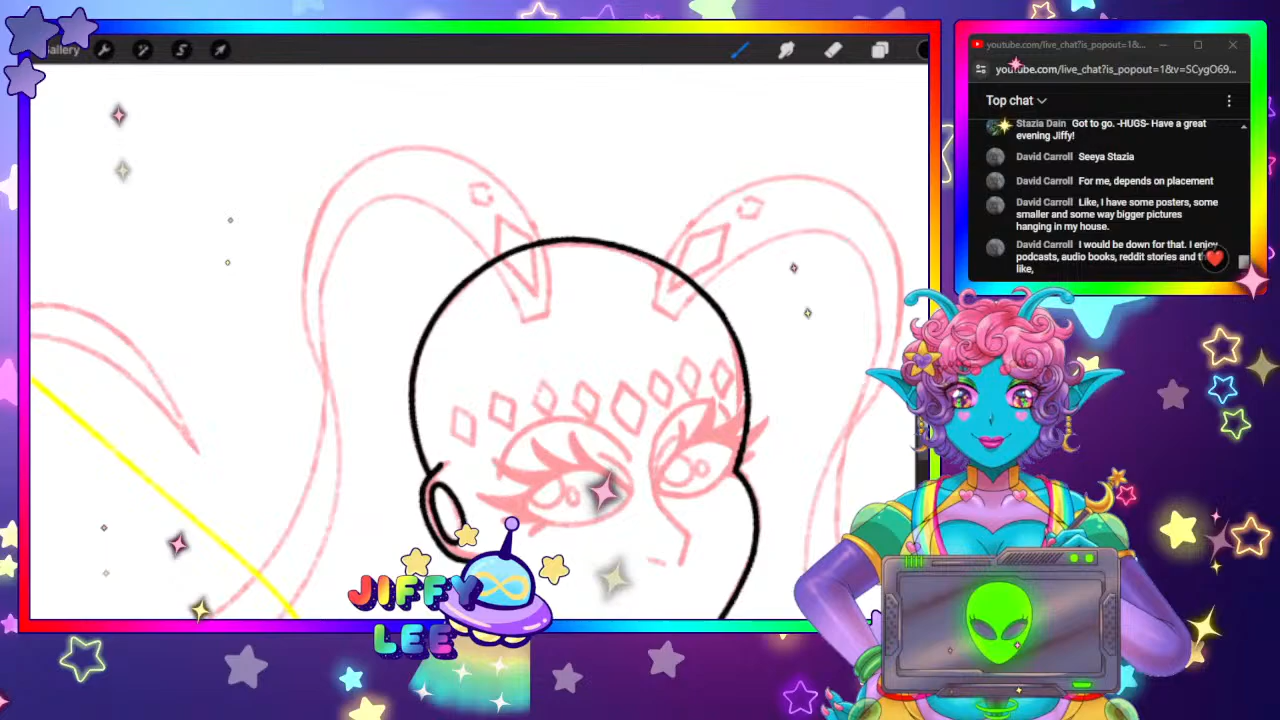 Gallery
youtube.com/live_chat?is_popout=1&...
youtube.com/live_chat?is_popout=1&v=SCygO69...
Top chat
Stazia Dain Got to go. -HUGS- Have a great
evening Jiffy!
David Carroll Seeya Stazia
David Carroll For me, depends on placement
David Carroll Like, I have some posters, some
smaller and some way bigger pictures
hanging in my house.
David Carroll I would be down for that. I enjoy
podcasts, audio books, reddit stories and
like,
JIFFY
LEE